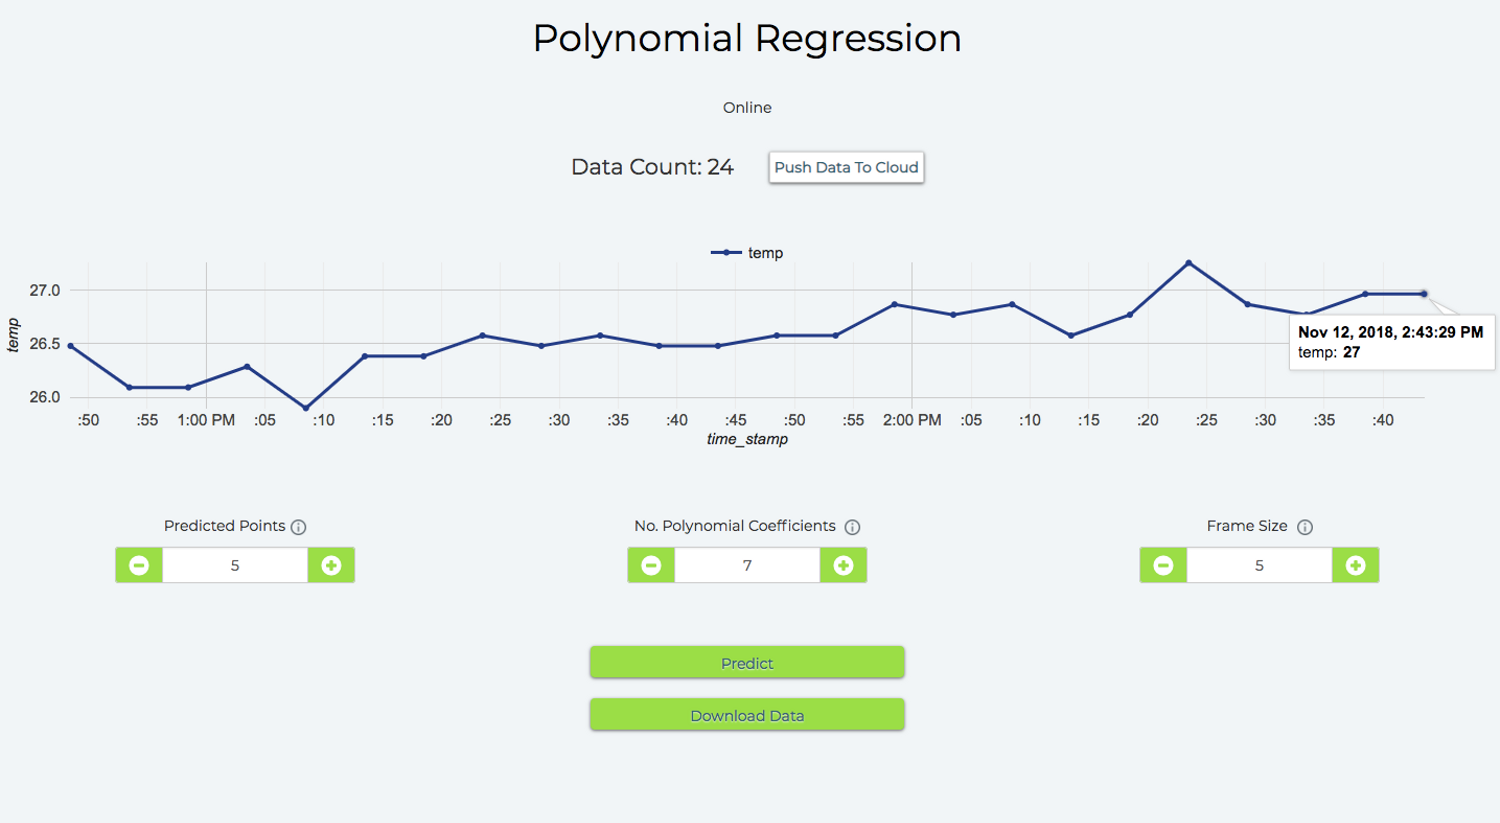 Polynomial Regression
Online
Data Count: 24 Push Data To Cloud
temp
27.0
26.5
26.0
temp
:50 :55 1:00 PM :05 :10 :15 :20 :25 :30 :35 :40 :45 :50 :55 2:00 PM :05 :10 :15 :20 :25 :30 :35 :40
time_stamp
Nov 12, 2018, 2:43:29 PM
temp: 27
Predicted Points No. Polynomial Coefficients Frame Size
5 7 5
Predict
Download Data